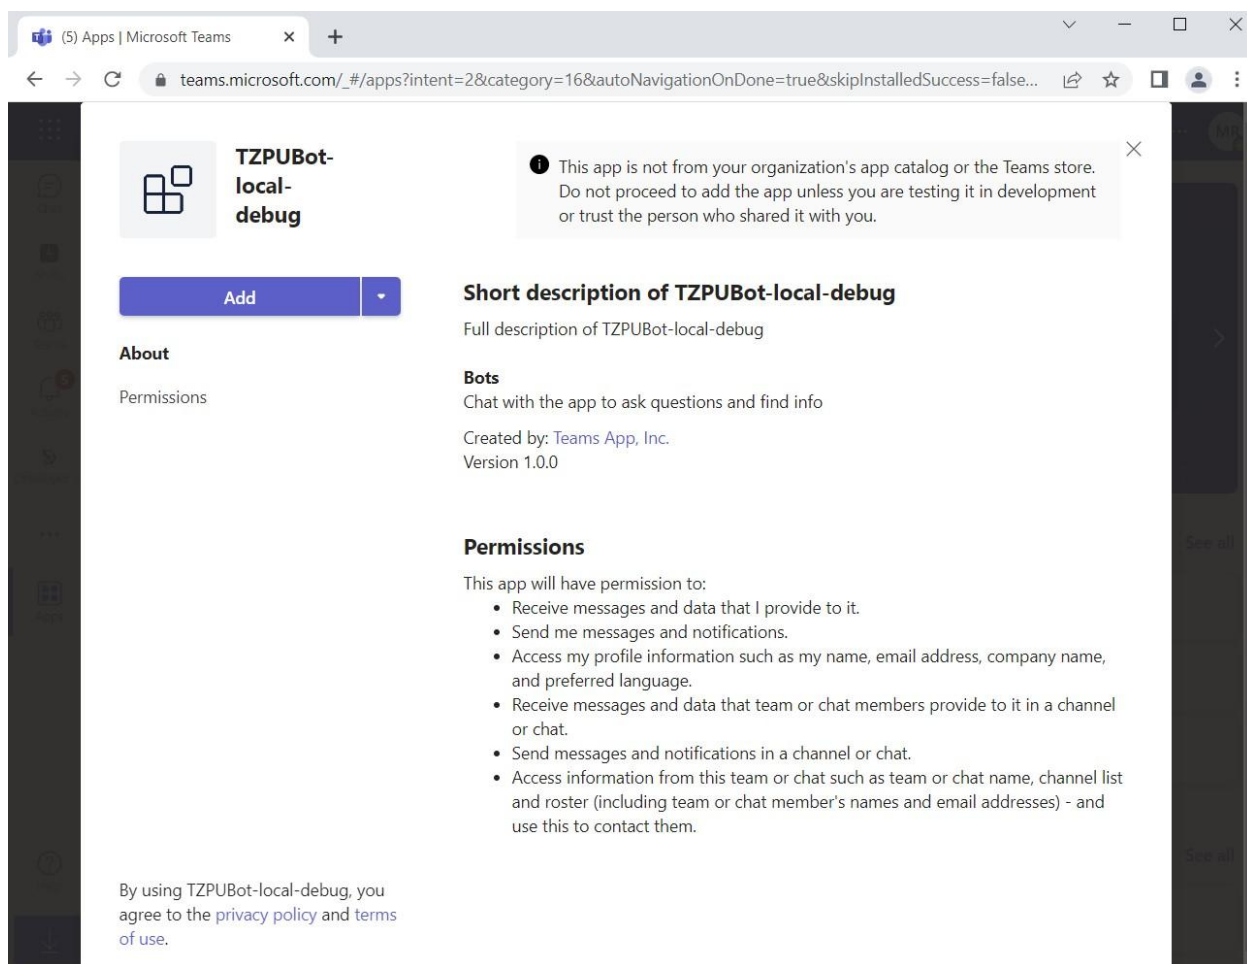 (5) Apps | Microsoft Teams
teams.microsoft.com/_#/apps?intent=2&category=16&autoNavigationOnDone=true&skipInstalledSuccess=false...
TZPUBot-
local-
debug
This app is not from your organization's app catalog or the Teams store.
Do not proceed to add the app unless you are testing it in development
or trust the person who shared it with you.
Add
About
Permissions
Short description of TZPUBot-local-debug
Full description of TZPUBot-local-debug
Bots
Chat with the app to ask questions and find info
Created by: Teams App, Inc.
Version 1.0.0
Permissions
This app will have permission to:
• Receive messages and data that I provide to it.
• Send me messages and notifications.
• Access my profile information such as my name, email address, company name,
and preferred language.
• Receive messages and data that team or chat members provide to it in a channel
or chat.
• Send messages and notifications in a channel or chat.
• Access information from this team or chat such as team or chat name, channel list
and roster (including team or chat member's names and email addresses) - and
use this to contact them.
By using TZPUBot-local-debug, you
agree to the privacy policy and terms
of use.
See all
See all